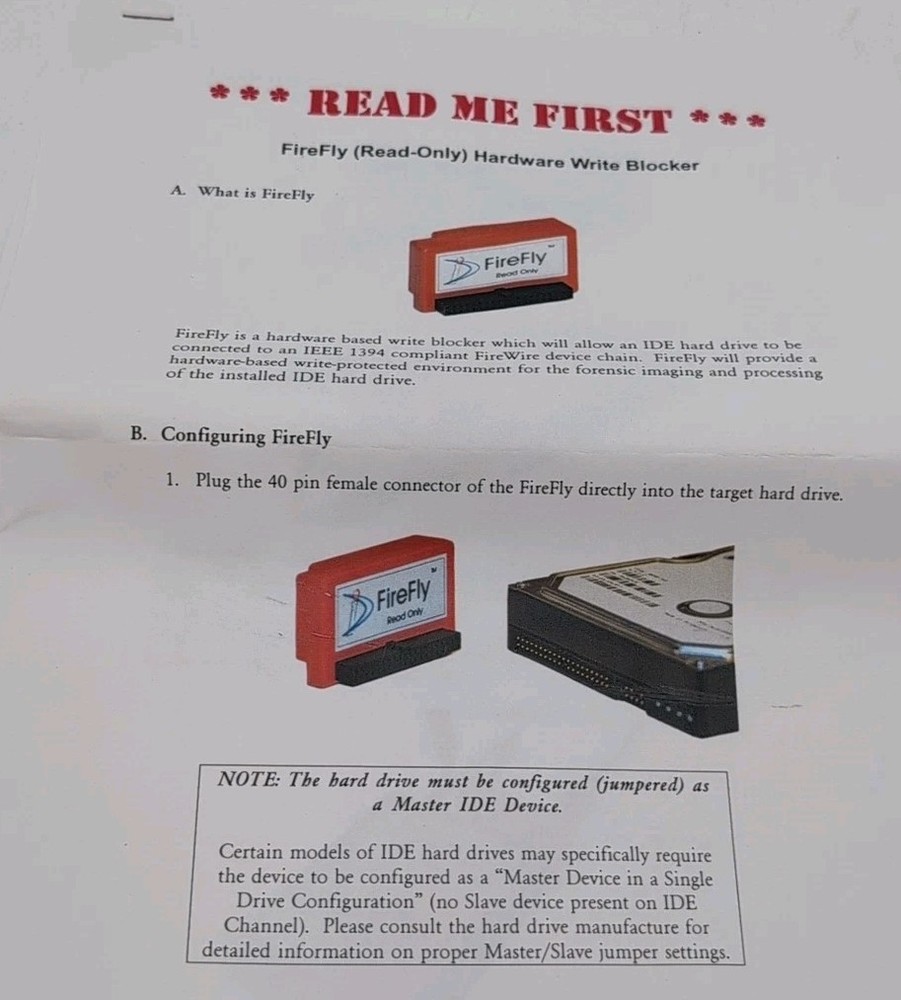 *** READ ME FIRST ***
FireFly (Read-Only) Hardware Write Blocker
A. What is FireFly
FireFly™
Read Only
FireFly is a hardware based write blocker which will allow an IDE hard drive to be
connected to an IEEE 1394 compliant FireWire device chain. FireFly will provide a
hardware-based write-protected environment for the forensic imaging and processing
of the installed IDE hard drive.
B. Configuring FireFly
1. Plug the 40 pin female connector of the FireFly directly into the target hard drive.
FireFly™
Read Only
NOTE: The hard drive must be configured (jumpered) as
a Master IDE Device.
Certain models of IDE hard drives may specifically require
the device to be configured as a “Master Device in a Single
Drive Configuration” (no Slave device present on IDE
Channel). Please consult the hard drive manufacture for
detailed information on proper Master/Slave jumper settings.